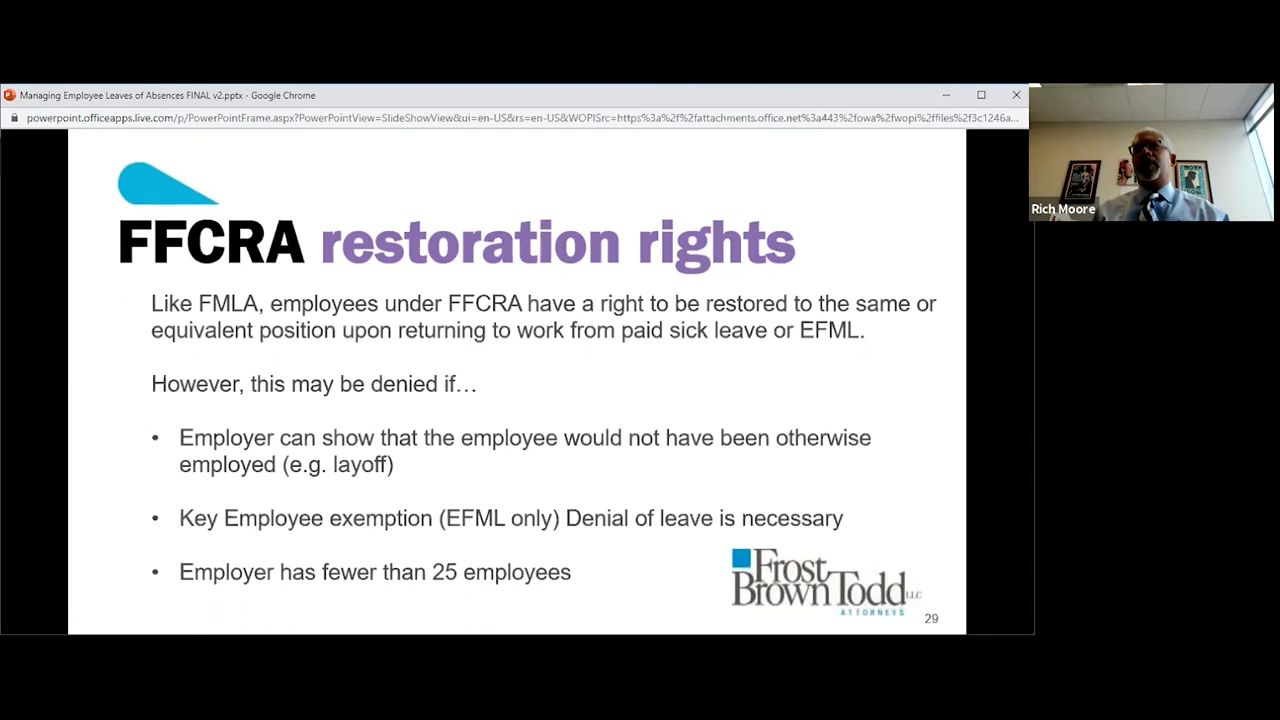 Managing Employee Leaves of Absences FINAL v2.pptx - Google Chrome
powerpoint.officeapps.live.com/p/PowerPointFrame.aspx?PowerPointView=SlideShowView&ui=en-US&rs=en-US&WOPISrc=https%3a%2f%2fattachments.office.net%3a443%2fowa%2fwopi%2ffiles%2f3c1246a...
FFCRA restoration rights
Like FMLA, employees under FFCRA have a right to be restored to the same or
equivalent position upon returning to work from paid sick leave or EFML.
However, this may be denied if…
• Employer can show that the employee would not have been otherwise
employed (e.g. layoff)
• Key Employee exemption (EFML only) Denial of leave is necessary
• Employer has fewer than 25 employees
Frost
Brown Todd LLC
ATTORNEYS
29
Rich Moore